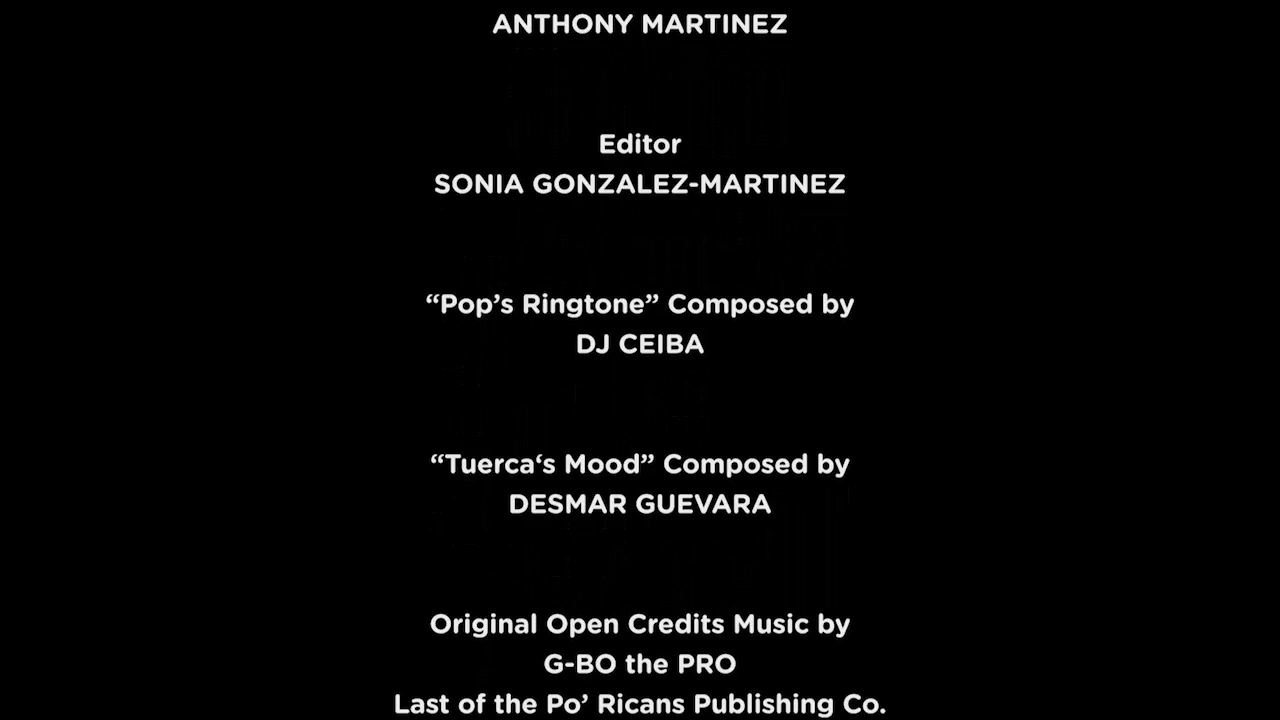 ANTHONY MARTINEZ
Editor
SONIA GONZALEZ-MARTINEZ
“Pop’s Ringtone” Composed by
DJ CEIBA
“Tuerca‘s Mood” Composed by
DESMAR GUEVARA
Original Open Credits Music by
G-BO the PRO
Last of the Po’ Ricans Publishing Co.